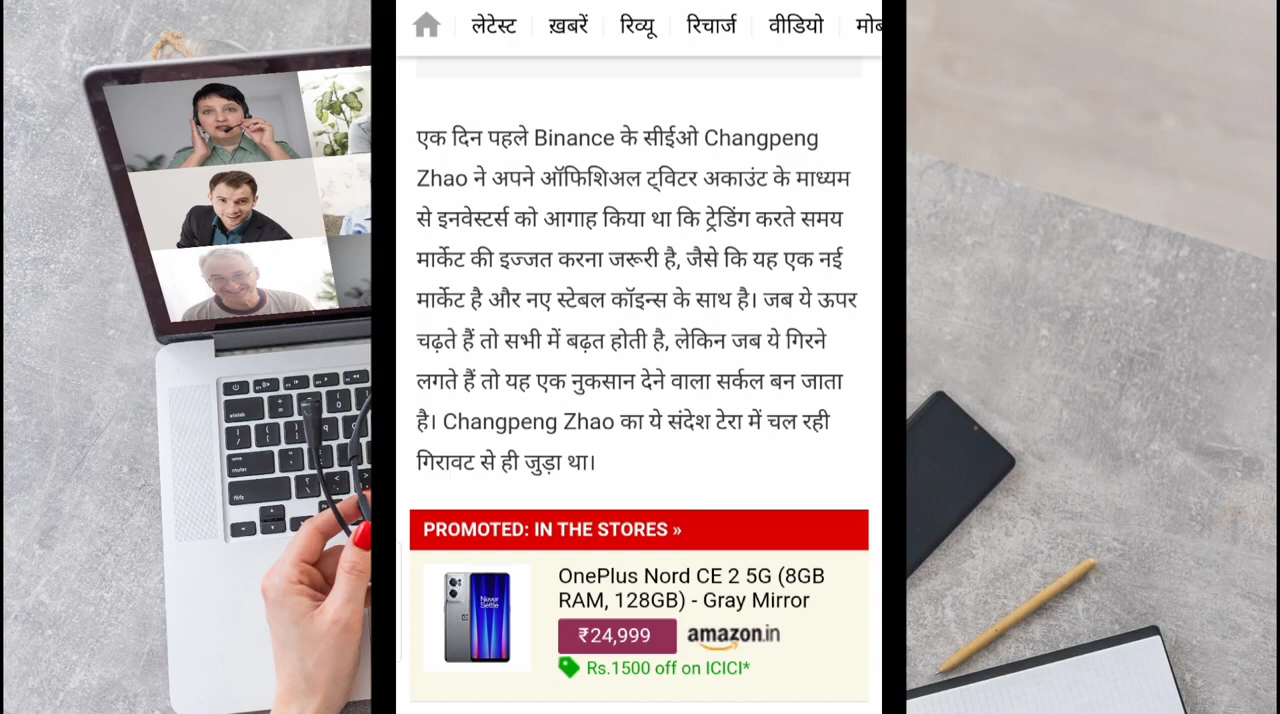 लेटेस्ट ख़बरें रिव्यू रिचार्ज वीडियो
एक दिन पहले Binance के सीईओ Changpeng
Zhao ने अपने ऑफिशिअल ट्विटर अकाउंट के माध्यम
से इनवेस्टर्स को आगाह किया था कि ट्रेडिंग करते समय
मार्केट की इज्जत करना जरूरी है, जैसे कि यह एक नई
मार्केट है और नए स्टेबल कॉइन्स के साथ है। जब ये ऊपर
चढ़ते हैं तो सभी में बढ़त होती है, लेकिन जब ये गिरने
लगते हैं तो यह एक नुकसान देने वाला सर्कल बन जाता
है। Changpeng Zhao का ये संदेश टेरा में चल रही
गिरावट से ही जुड़ा था।
PROMOTED: IN THE STORES »
OnePlus Nord CE 2 5G (8GB
RAM, 128GB) - Gray Mirror
₹24,999 amazon.in
Rs.1500 off on ICICI*
Never
Settle